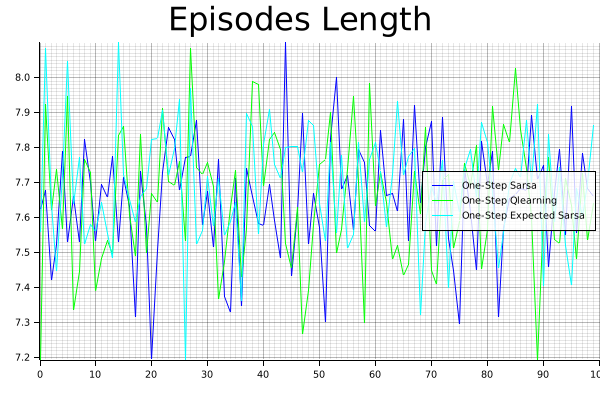 Episodes Length
8.0
7.9
7.8
7.7
7.6
7.5
7.4
7.3
7.2
One-Step Sarsa
One-Step Qlearning
One-Step Expected Sarsa
0 10 20 30 40 50 60 70 80 90 100